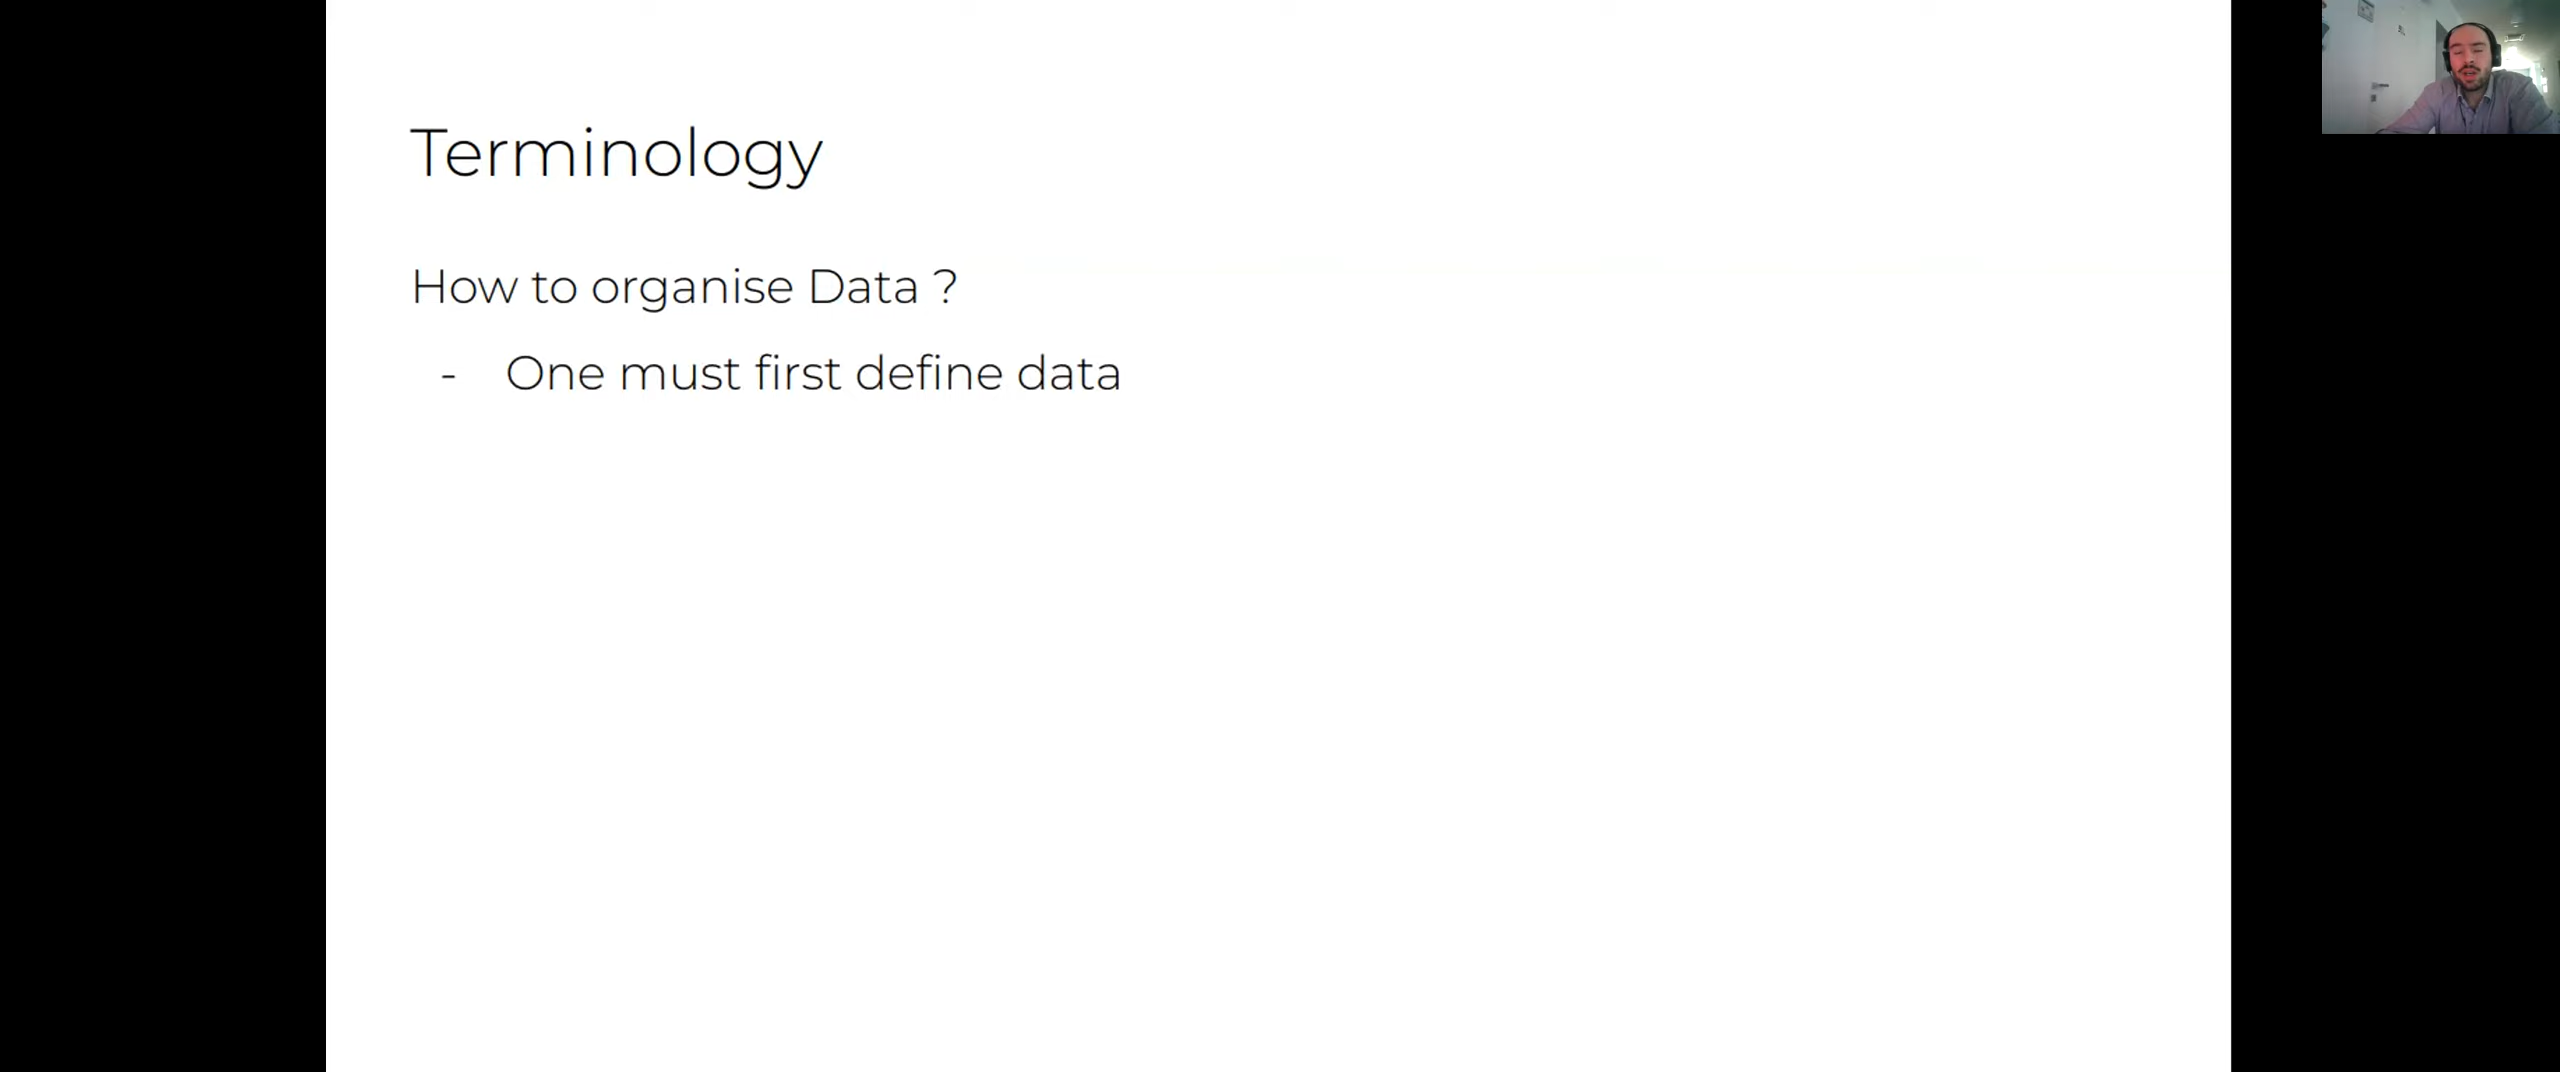 Terminology
How to organise Data ?
- One must first define data